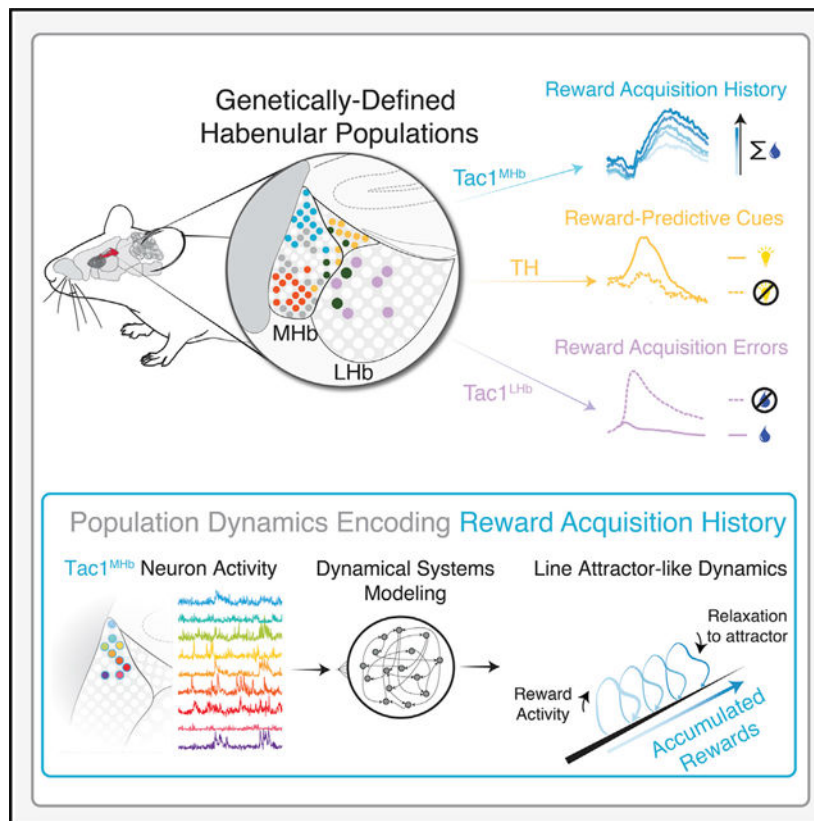 Genetically-Defined
Habenular Populations
MHb
LHb
Tac1MHb
TH
Tac1LHb
Reward Acquisition History
Σ
Reward-Predictive Cues
Reward Acquisition Errors
Population Dynamics Encoding Reward Acquisition History
Tac1MHb Neuron Activity
Dynamical Systems
Modeling
Line Attractor-like Dynamics
Relaxation
to attractor
Reward
Activity
Accumulated
Rewards